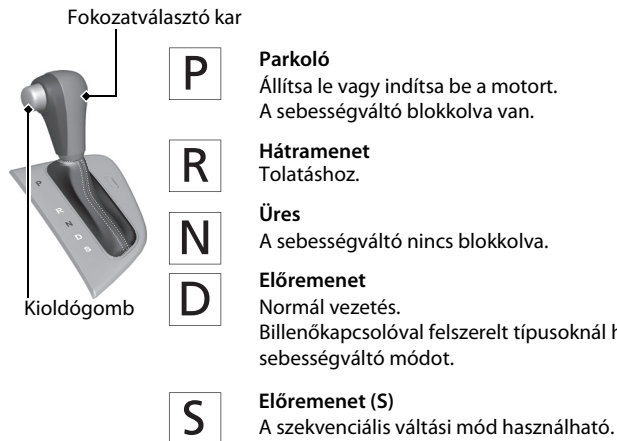 Fokozatválasztó kar
P
Parkoló
Állítsa le vagy indítsa be a motort.
A sebességváltó blokkolva van.
R
Hátramenet
Tolatáshoz.
N
Üres
A sebességváltó nincs blokkolva.
D
Előremenet
Normál vezetés.
Billenőkapcsolóval felszerelt típusoknál
sebességváltó módot.
S
Előremenet (S)
A szekvenciális váltási mód használható.
Kioldógomb
P
R
N
D
S